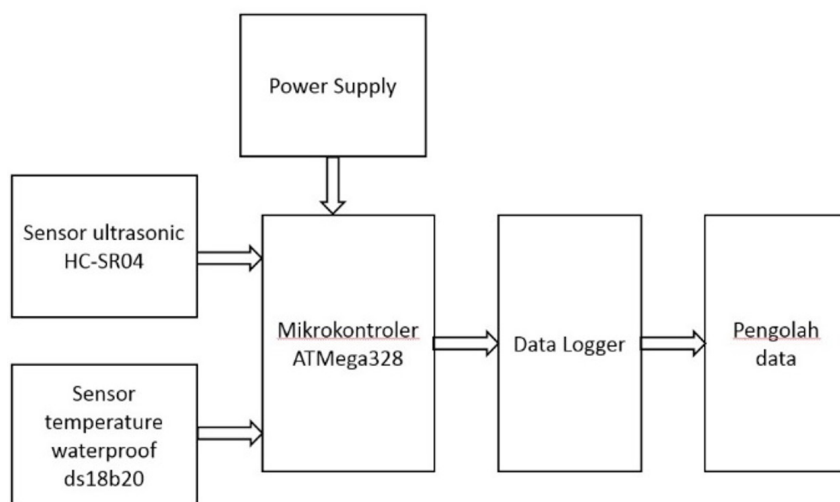 Power Supply
Sensor ultrasonic
HC-SR04
Mikrokontroler
ATMega328
Data Logger
Pengolah
data
Sensor
temperature
waterproof
ds18b20